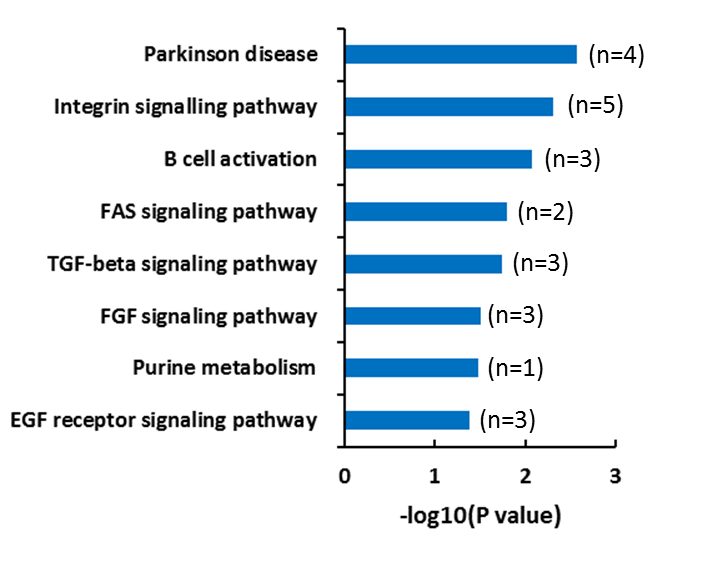 Parkinson disease (n=4)
Integrin signalling pathway (n=5)
B cell activation (n=3)
FAS signaling pathway (n=2)
TGF-beta signaling pathway (n=3)
FGF signaling pathway (n=3)
Purine metabolism (n=1)
EGF receptor signaling pathway (n=3)
0 1 2 3
-log10(P value)